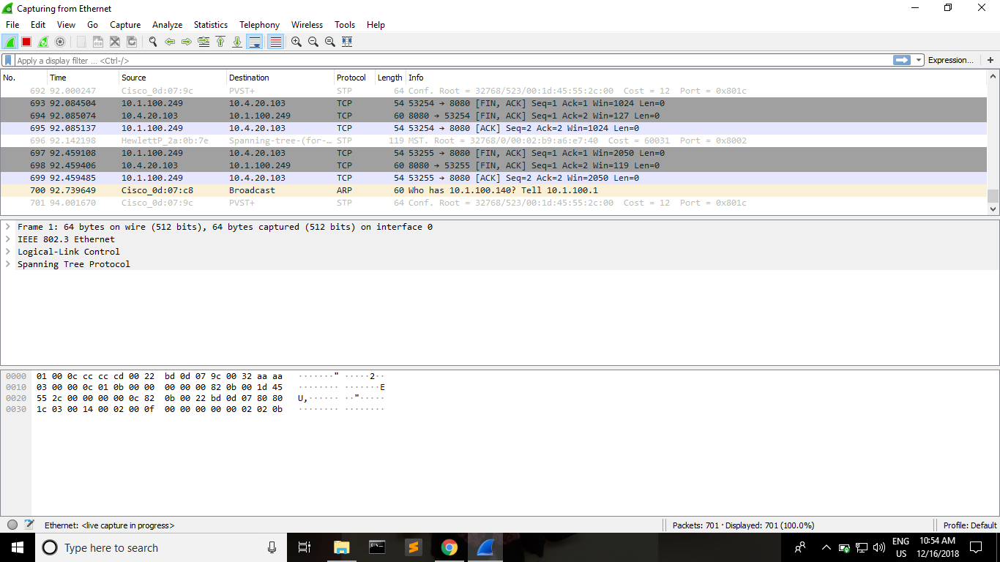 Capturing from Ethernet
File Edit View Go Capture Analyze Statistics Telephony Wireless Tools Help
Apply a display filter ... <Ctrl-/> Expression... +
No. Time Source Destination Protocol Length Info
692 92.000247 Cisco_0d:07:9c PVST+ STP 64 Conf. Root = 32768/523/00:1d:45:55:2c:00 Cost = 12 Port = 0x801c
693 92.084504 10.1.100.249 10.4.20.103 TCP 54 53254 → 8080 [FIN, ACK] Seq=1 Ack=1 Win=1024 Len=0
694 92.085074 10.4.20.103 10.1.100.249 TCP 60 8080 → 53254 [FIN, ACK] Seq=1 Ack=2 Win=127 Len=0
695 92.085137 10.1.100.249 10.4.20.103 TCP 54 53254 → 8080 [ACK] Seq=2 Ack=2 Win=1024 Len=0
696 92.142198 HewlettP_2a:0b:7e Spanning-tree-(for-… STP 119 MST. Root = 32768/0/00:02:b9:a6:e7:40 Cost = 60031 Port = 0x8002
697 92.459108 10.1.100.249 10.4.20.103 TCP 54 53255 → 8080 [FIN, ACK] Seq=1 Ack=1 Win=2050 Len=0
698 92.459406 10.4.20.103 10.1.100.249 TCP 60 8080 → 53255 [FIN, ACK] Seq=1 Ack=2 Win=119 Len=0
699 92.459485 10.1.100.249 10.4.20.103 TCP 54 53255 → 8080 [ACK] Seq=2 Ack=2 Win=2050 Len=0
700 92.739649 Cisco_0d:07:c8 Broadcast ARP 60 Who has 10.1.100.140? Tell 10.1.100.1
701 94.001670 Cisco_0d:07:9c PVST+ STP 64 Conf. Root = 32768/523/00:1d:45:55:2c:00 Cost = 12 Port = 0x801c
Frame 1: 64 bytes on wire (512 bits), 64 bytes captured (512 bits) on interface 0
IEEE 802.3 Ethernet
Logical-Link Control
Spanning Tree Protocol
0000 01 00 0c cc cc cd 00 22 bd 0d 07 9c 00 32 aa aa ·······" ·····2··
0010 03 00 00 0c 01 0b 00 00 00 00 00 82 0b 00 1d 45 ········ ·······E
0020 55 2c 00 00 00 00 0c 82 0b 00 22 bd 0d 07 80 80 U,······ ··"·····
0030 1c 03 00 14 00 02 00 0f 00 00 00 00 00 02 02 0b ········ ········
Ethernet: <live capture in progress> Packets: 701 · Displayed: 701 (100.0%) Profile: Default
Type here to search
ENG
US
10:54 AM
12/16/2018